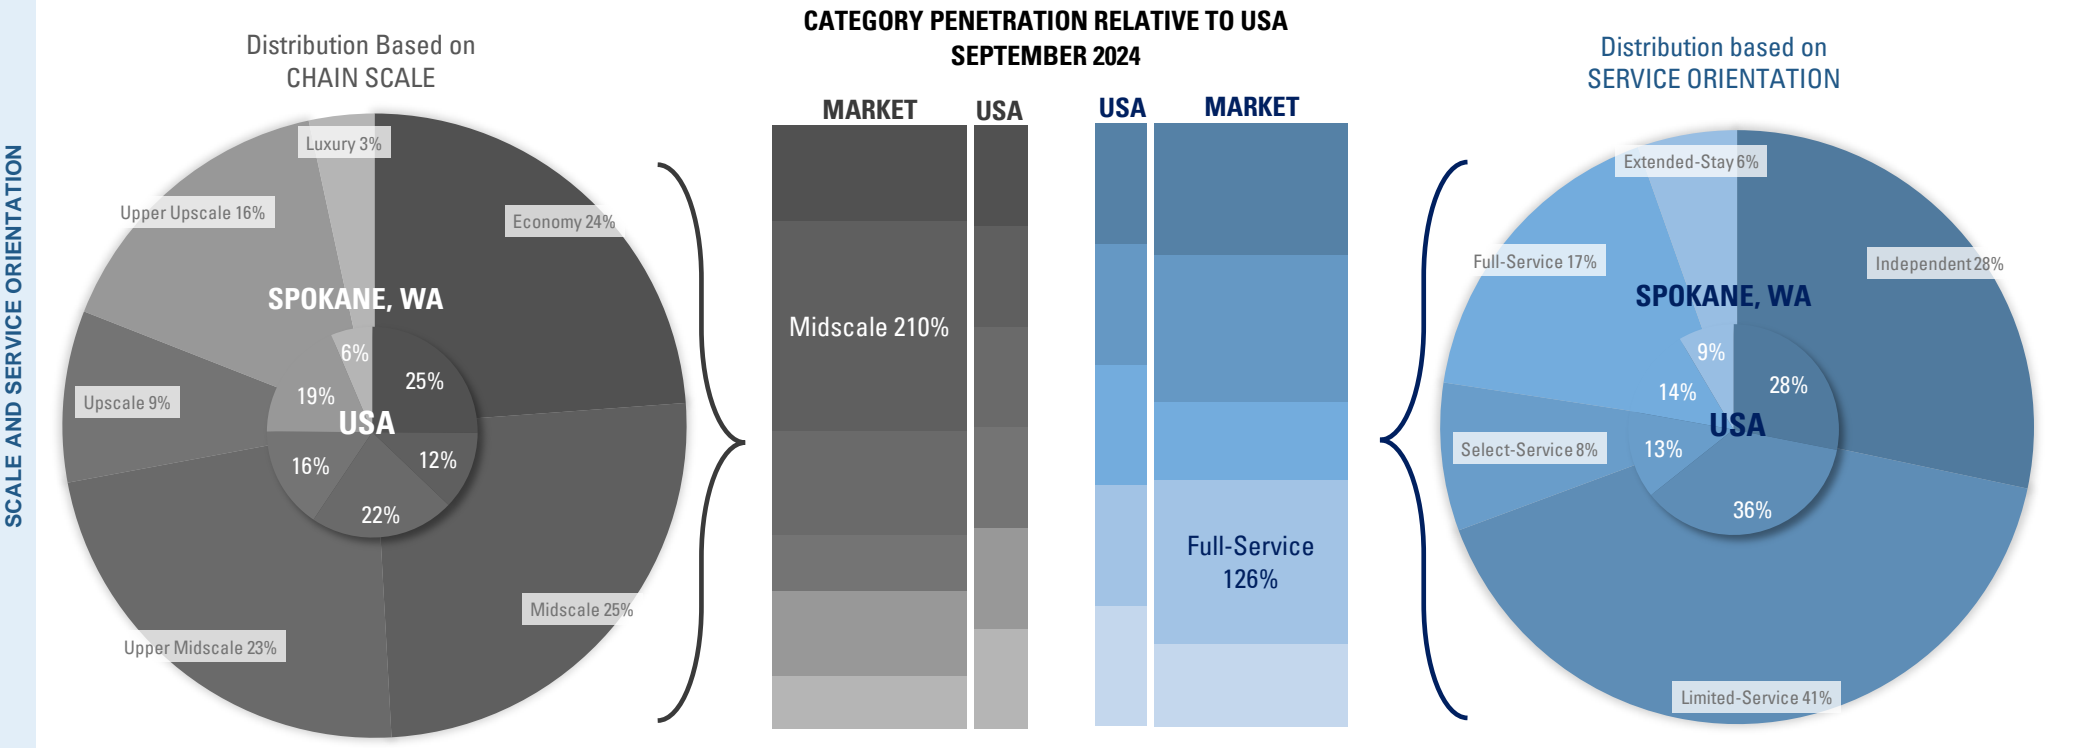 SCALE AND SERVICE ORIENTATION
Distribution Based on
CHAIN SCALE
Luxury 3%
Upper Upscale 16%
Economy 24%
SPOKANE, WA
6%
25%
19%
Upscale 9%
USA
16%
12%
22%
Midscale 25%
Upper Midscale 23%
CATEGORY PENETRATION RELATIVE TO USA
SEPTEMBER 2024
MARKET
USA
USA
MARKET
Midscale 210%
Full-Service
126%
Distribution based on
SERVICE ORIENTATION
Extended-Stay 6%
Full-Service 17%
Independent 28%
SPOKANE, WA
9%
28%
14%
USA
Select-Service 8%
13%
36%
Limited-Service 41%